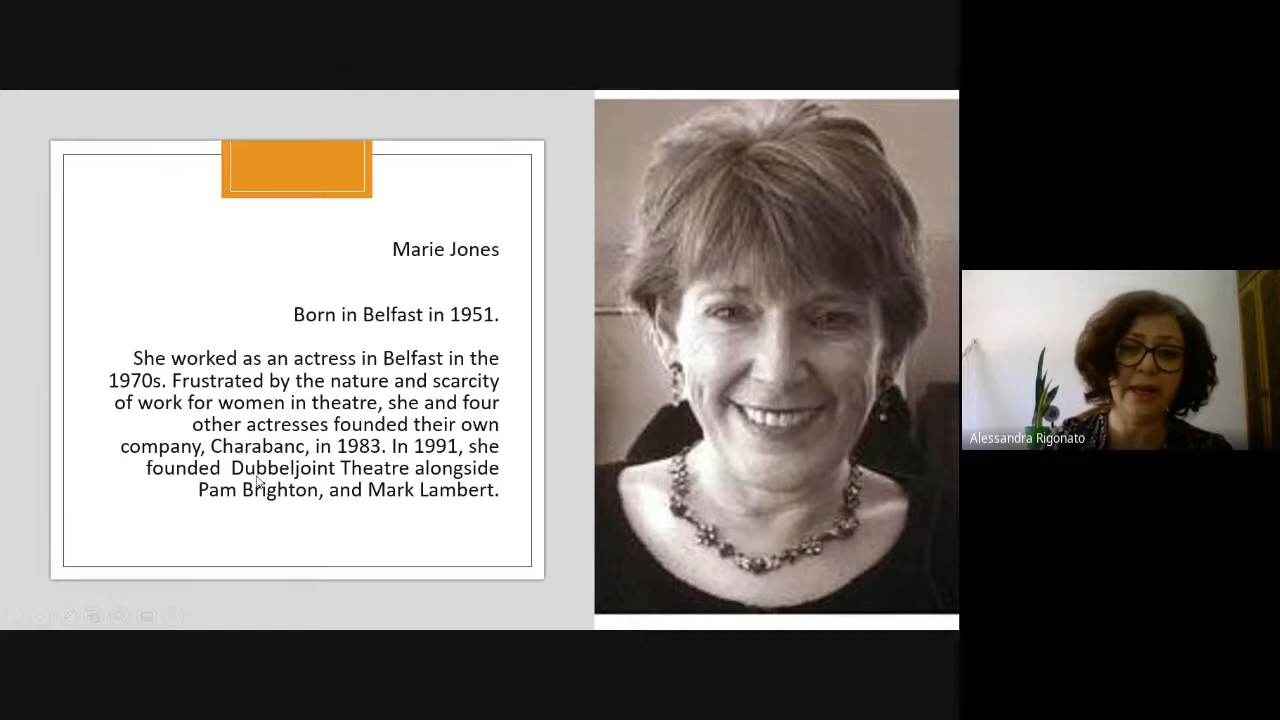 Marie Jones
Born in Belfast in 1951.
She worked as an actress in Belfast in the
1970s. Frustrated by the nature and scarcity
of work for women in theatre, she and four
other actresses founded their own
company, Charabanc, in 1983. In 1991, she
founded  Dubbeljoint Theatre alongside
Pam Brighton, and Mark Lambert.
Alessandra Rigonato